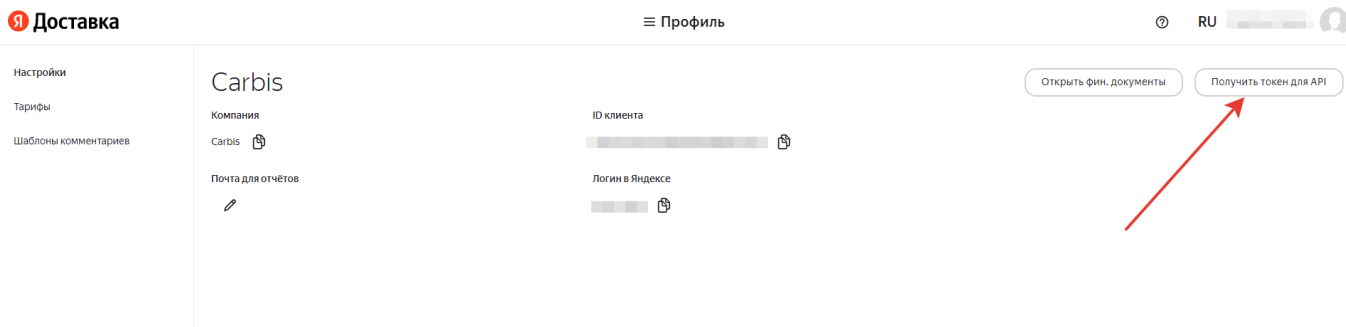 Я Доставка
Профиль
RU
Настройки
Тарифы
Шаблоны комментариев
Carbis
Открыть фин. документы
Получить токен для API
Компания
ID клиента
Carbis
Почта для отчётов
Логин в Яндексе